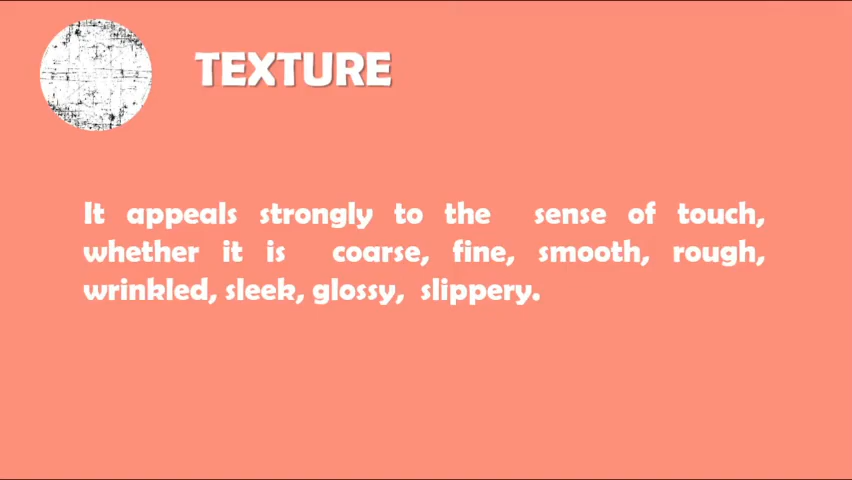 TEXTURE
It appeals strongly to the sense of touch,
whether it is coarse, fine, smooth, rough,
wrinkled, sleek, glossy, slippery.